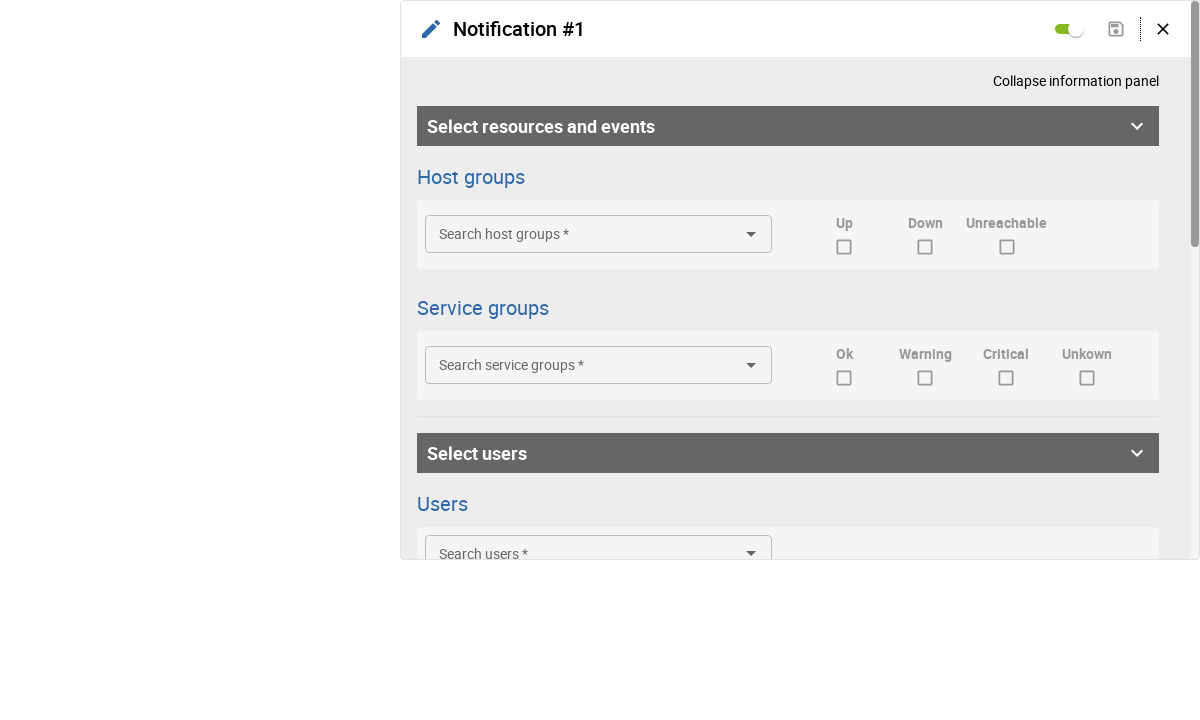 Notification #1
Collapse information panel
Select resources and events
Host groups
Search host groups *
Up
Down
Unreachable
Service groups
Search service groups *
Ok
Warning
Critical
Unkown
Select users
Users
Search users *